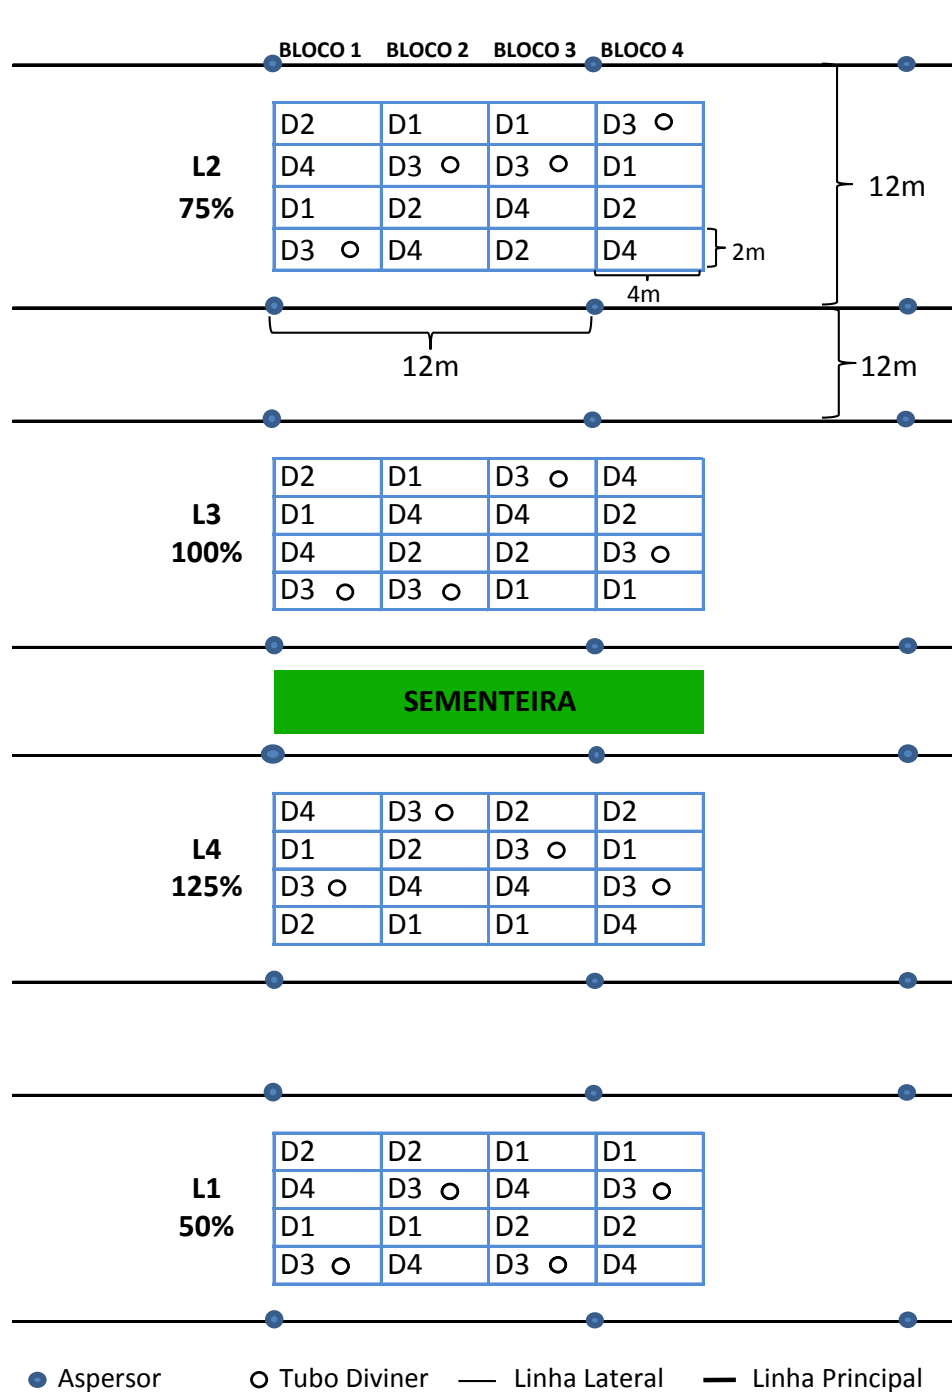 BLOCO 1 BLOCO 2 BLOCO 3 BLOCO 4
L2
75%
D2 D1 D1 D3
D4 D3 D3 D1
D1 D2 D4 D2
D3 D4 D2 D4
2m
4m
12m
12m
12m
L3
100%
D2 D1 D3 D4
D1 D4 D4 D2
D4 D2 D2 D3
D3 D3 D1 D1
SEMENTEIRA
L4
125%
D4 D3 D2 D2
D1 D2 D3 D1
D3 D4 D4 D3
D2 D1 D1 D4
L1
50%
D2 D2 D1 D1
D4 D3 D4 D3
D1 D1 D2 D2
D3 D4 D3 D4
Aspersor Tubo Diviner Linha Lateral Linha Principal